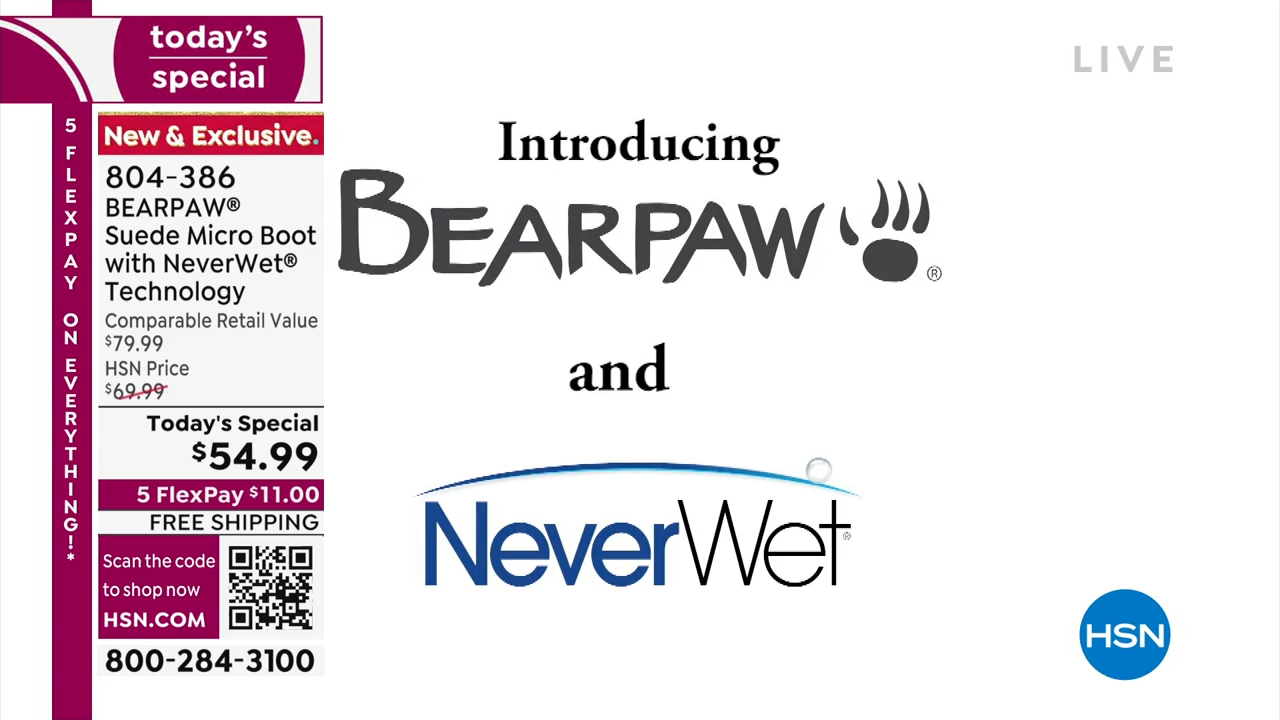 today's
special
5 FLEXPAY ON EVERYTHING!*
New & Exclusive.
804-386
BEARPAW®
Suede Micro Boot
with NeverWet®
Technology
Comparable Retail Value
$79.99
HSN Price
$69.99
Today's Special
$54.99
5 FlexPay $11.00
FREE SHIPPING
Scan the code
to shop now
HSN.COM
800-284-3100
LIVE
Introducing
BEARPAW®
and
NeverWet®
HSN